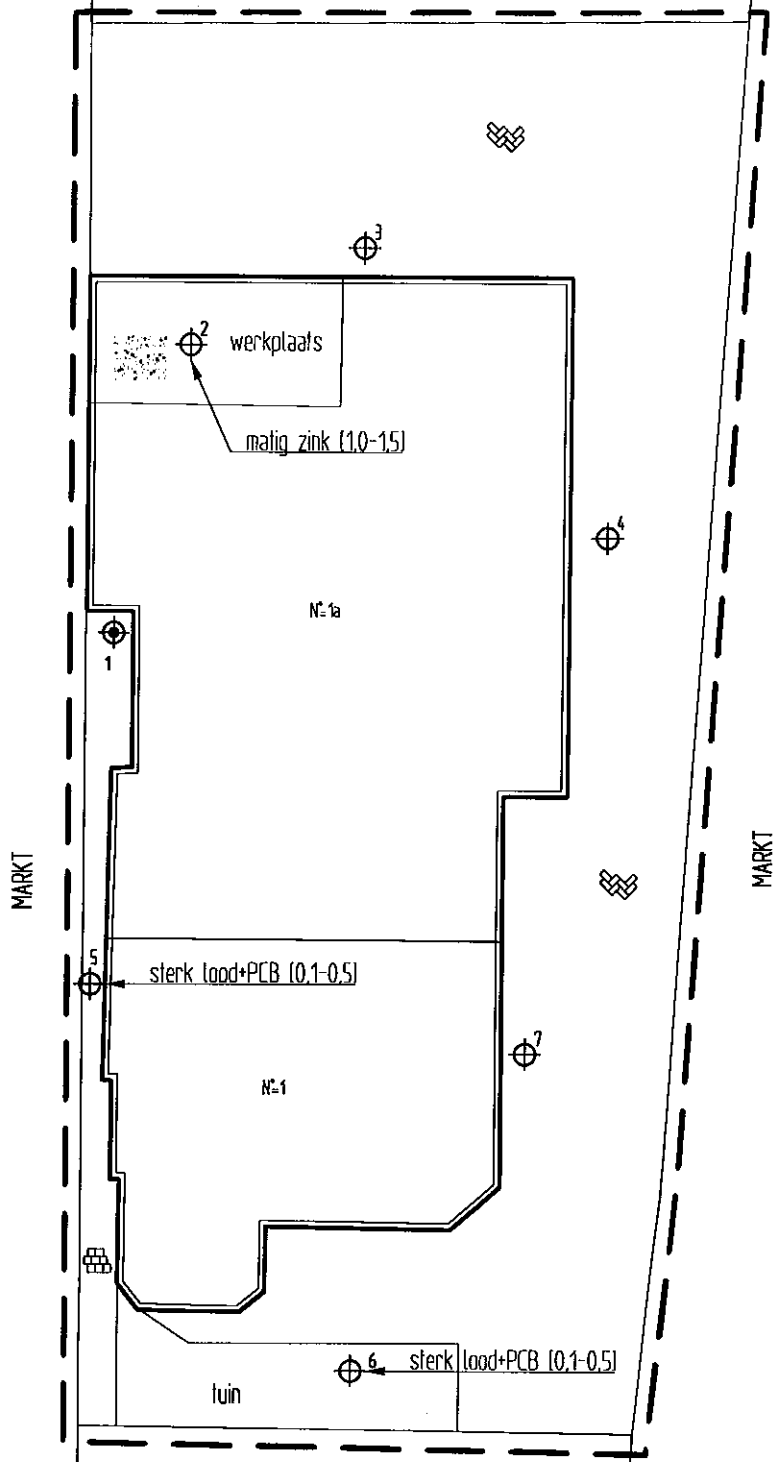 3
2
werkplaats
matig zink (1,0-1,5)
4
N°=1a
1
MARKT
MARKT
5
sterk lood+PCB (0,1-0,5)
7
N°=1
6
sterk lood+PCB (0,1-0,5)
tuin